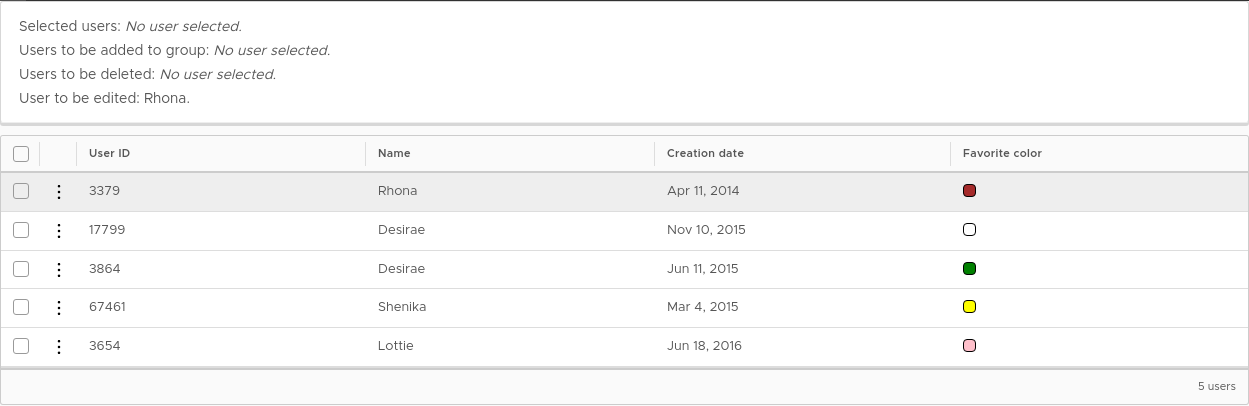 Selected users: No user selected.
Users to be added to group: No user selected.
Users to be deleted: No user selected.
User to be edited: Rhona.
User ID Name Creation date Favorite color
3379 Rhona Apr 11, 2014
17799 Desirae Nov 10, 2015
3864 Desirae Jun 11, 2015
67461 Shenika Mar 4, 2015
3654 Lottie Jun 18, 2016
5 users